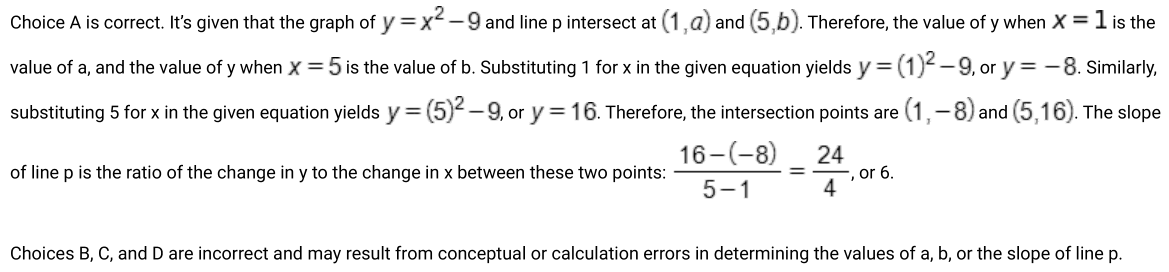 Choice A is correct. It’s given that the graph of y = x² – 9 and line p intersect at (1,a) and (5,b). Therefore, the value of y when x = 1 is the
value of a, and the value of y when x = 5 is the value of b. Substituting 1 for x in the given equation yields y = (1)² – 9, or y = –8. Similarly,
substituting 5 for x in the given equation yields y = (5)² – 9, or y = 16. Therefore, the intersection points are (1,–8) and (5,16). The slope
of line p is the ratio of the change in y to the change in x between these two points: 16–(–8)/5–1 = 24/4, or 6.
Choices B, C, and D are incorrect and may result from conceptual or calculation errors in determining the values of a, b, or the slope of line p.